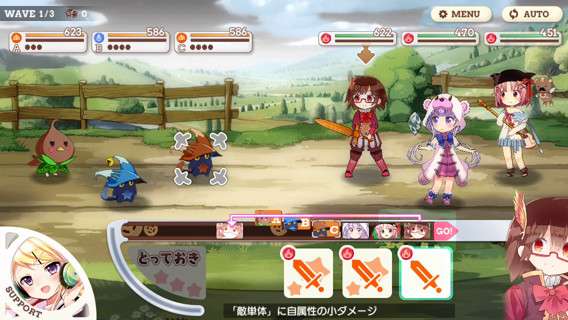 WAVE 1/3 0
MENU
AUTO
623
586
586
622
470
451
A
B
C
A
B
C
GO!
とっておき
SUPPORT
「敵単体」に自属性の小ダメージ